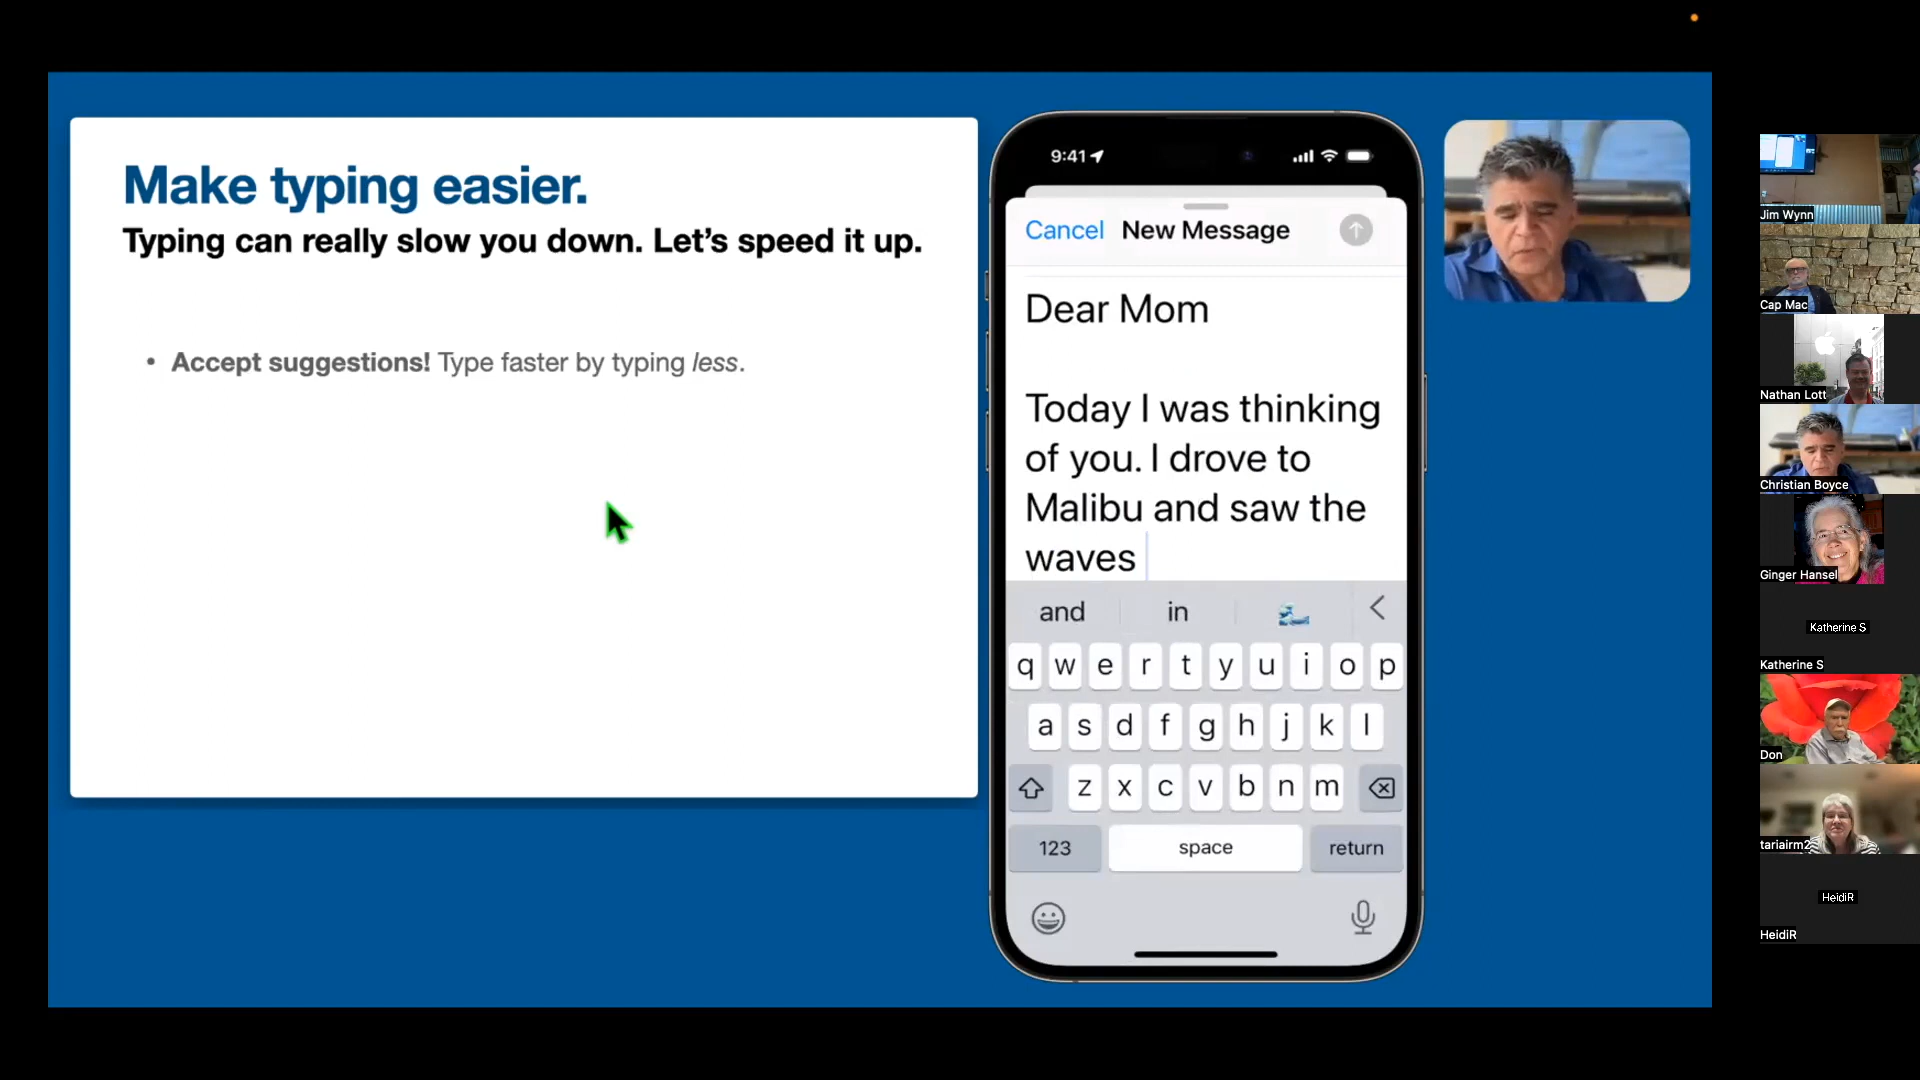 Make typing easier.
Typing can really slow you down. Let's speed it up.
• Accept suggestions! Type faster by typing less.
9:41
Cancel New Message
Dear Mom
Today I was thinking
of you. I drove to
Malibu and saw the
waves
and in 🌊
q w e r t y u i o p
a s d f g h j k l
z x c v b n m
123 space return
Jim Wynn
Cap Mac
Nathan Lott
Christian Boyce
Ginger Hansel
Katherine S
Katherine S
Don
tariairm2
HeidiR
HeidiR